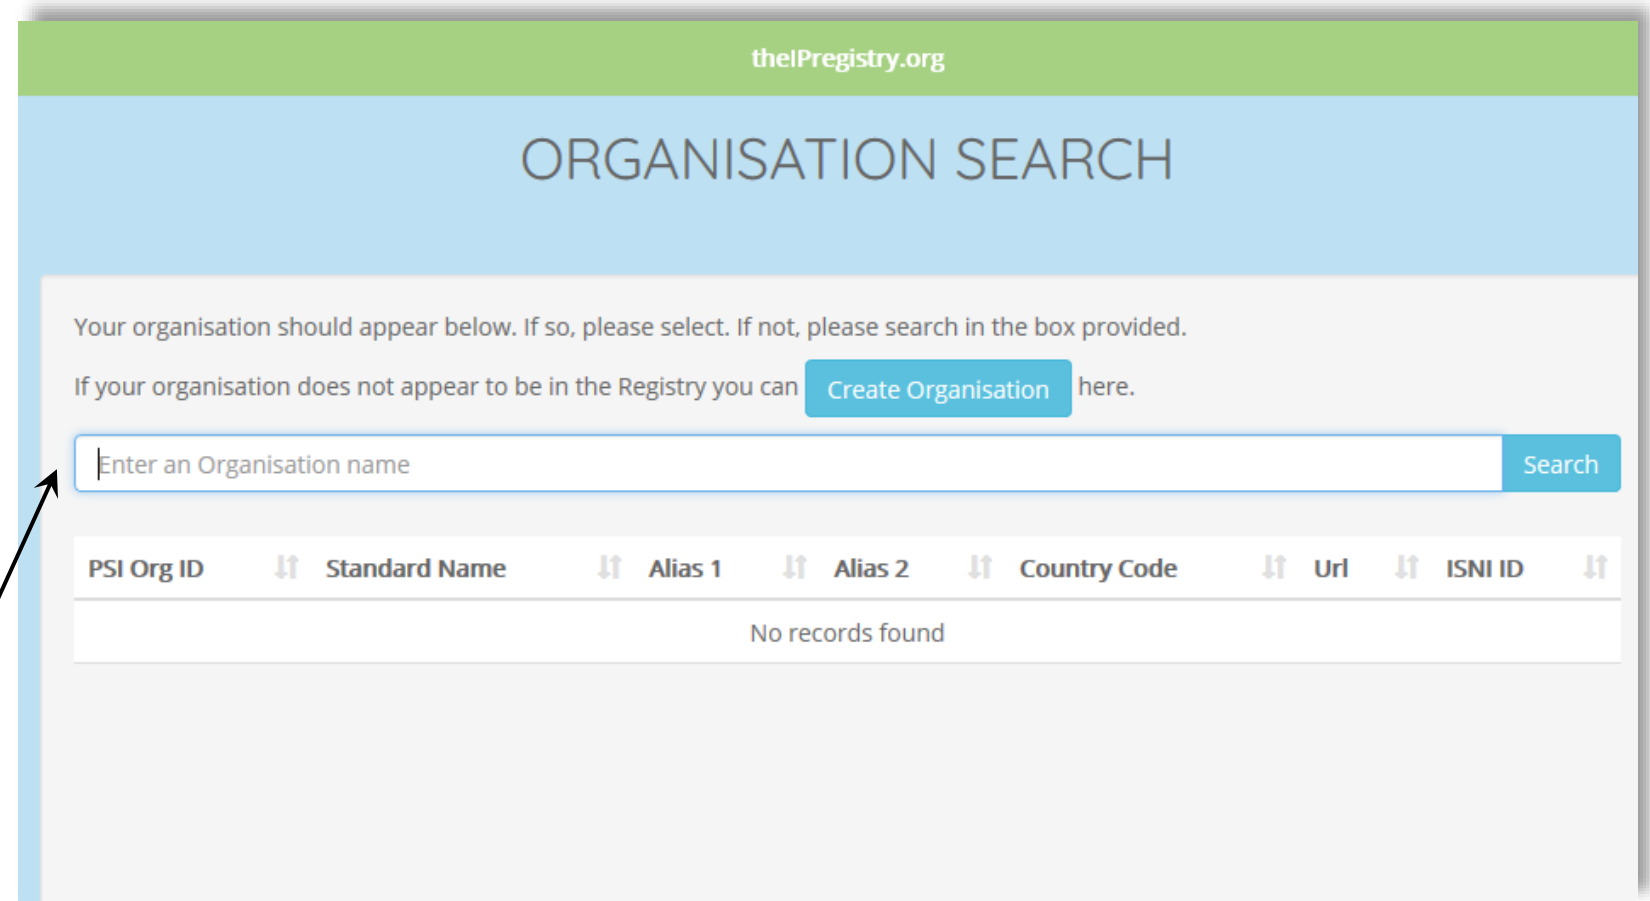 theIPregistry.org
ORGANISATION SEARCH
Your organisation should appear below. If so, please select. If not, please search in the box provided.
If your organisation does not appear to be in the Registry you can Create Organisation here.
Enter an Organisation name Search
PSI Org ID Standard Name Alias 1 Alias 2 Country Code Url ISNI ID
No records found